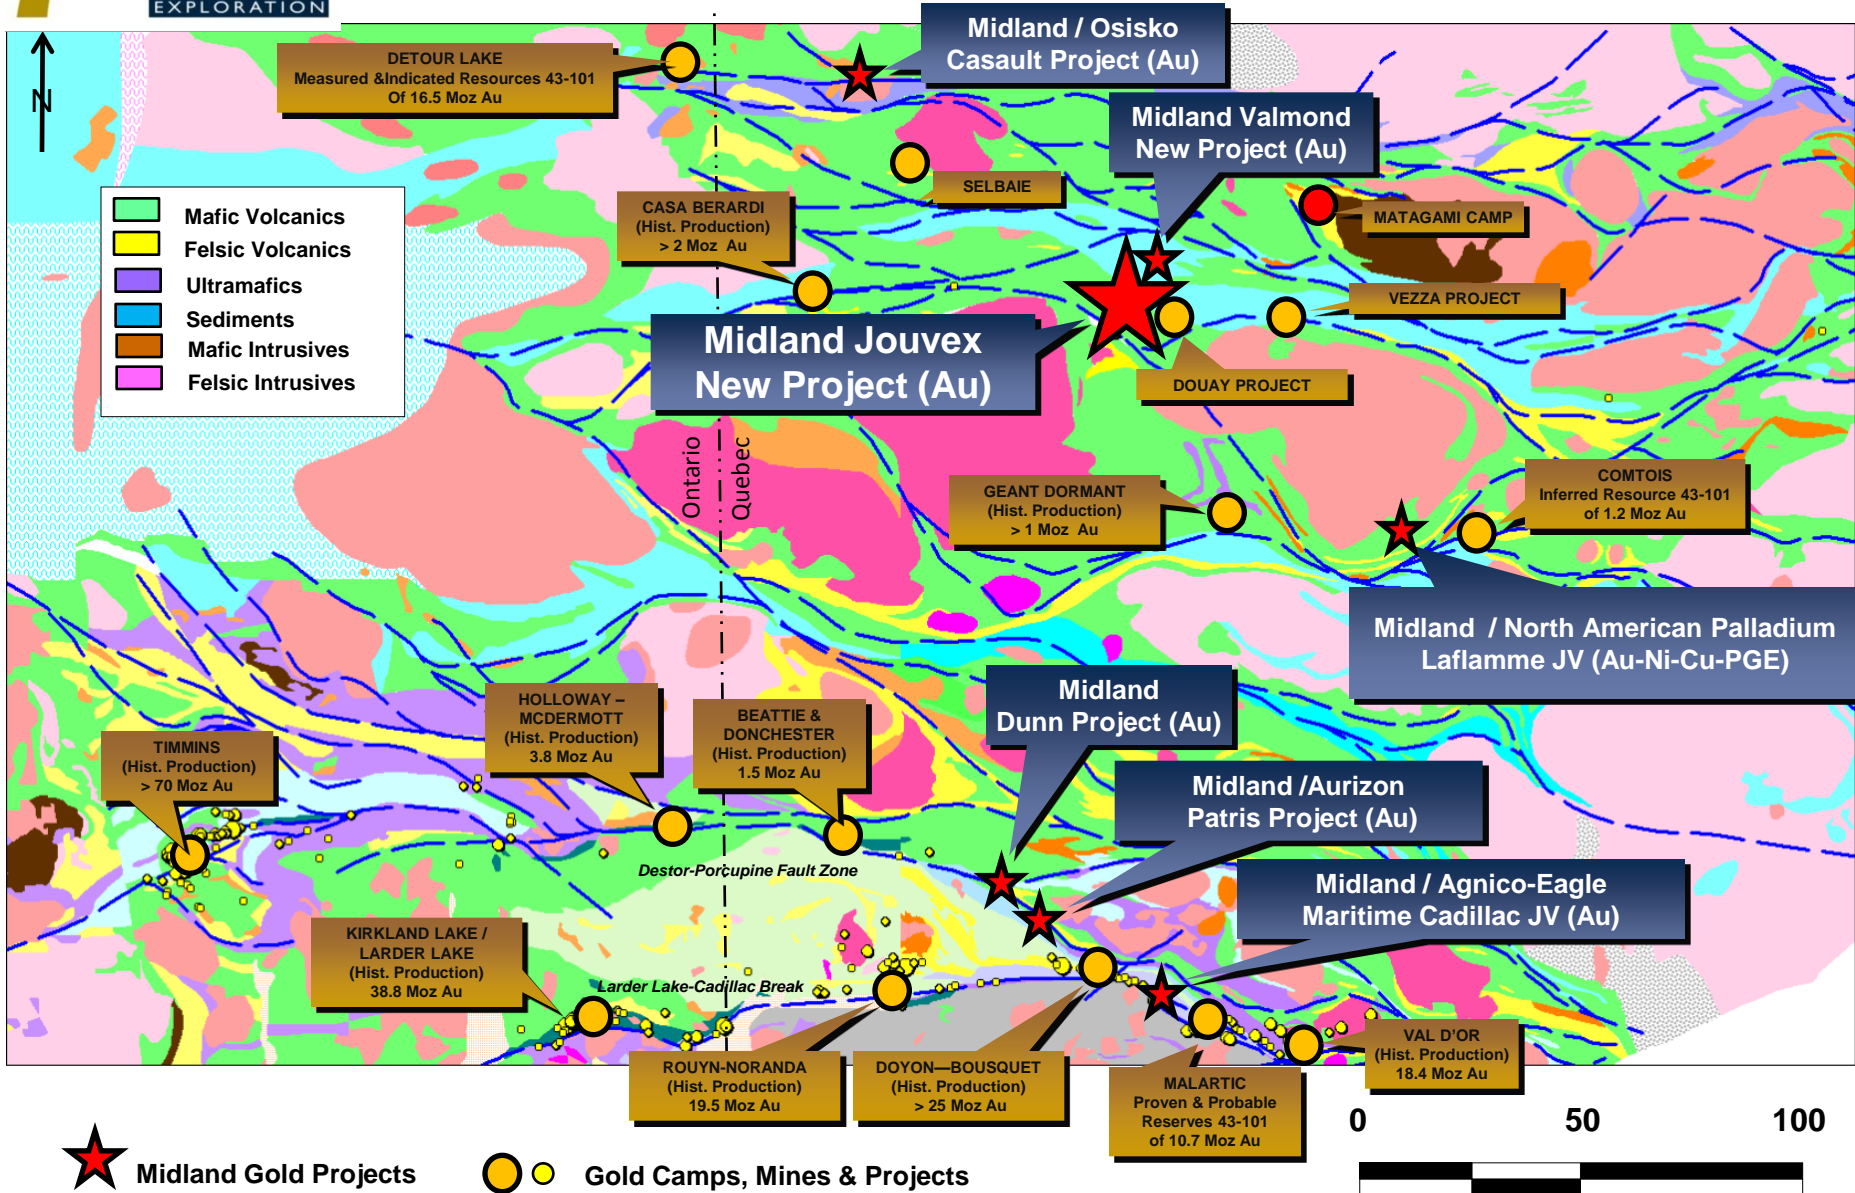 EXPLORATION
N
DETOUR LAKE
Measured &Indicated Resources 43-101
Of 16.5 Moz Au
Midland / Osisko
Casault Project (Au)
Midland Valmond
New Project (Au)
SELBAIE
CASA BERARDI
(Hist. Production)
> 2 Moz Au
MATAGAMI CAMP
Mafic Volcanics
Felsic Volcanics
Ultramafics
Sediments
Mafic Intrusives
Felsic Intrusives
VEZZA PROJECT
Midland Jouvex
New Project (Au)
DOUAY PROJECT
Ontario
Quebec
GEANT DORMANT
(Hist. Production)
> 1 Moz Au
COMTOIS
Inferred Resource 43-101
of 1.2 Moz Au
Midland / North American Palladium
Laflamme JV (Au-Ni-Cu-PGE)
Midland
Dunn Project (Au)
HOLLOWAY –
MCDERMOTT
(Hist. Production)
3.8 Moz Au
BEATTIE &
DONCHESTER
(Hist. Production)
1.5 Moz Au
TIMMINS
(Hist. Production)
> 70 Moz Au
Midland /Aurizon
Patris Project (Au)
Destor-Porcupine Fault Zone
Midland / Agnico-Eagle
Maritime Cadillac JV (Au)
KIRKLAND LAKE /
LARDER LAKE
(Hist. Production)
38.8 Moz Au
Larder Lake-Cadillac Break
ROUYN-NORANDA
(Hist. Production)
19.5 Moz Au
DOYON—BOUSQUET
(Hist. Production)
> 25 Moz Au
MALARTIC
Proven & Probable
Reserves 43-101
of 10.7 Moz Au
VAL D'OR
(Hist. Production)
18.4 Moz Au
0 50 100
Midland Gold Projects
Gold Camps, Mines & Projects